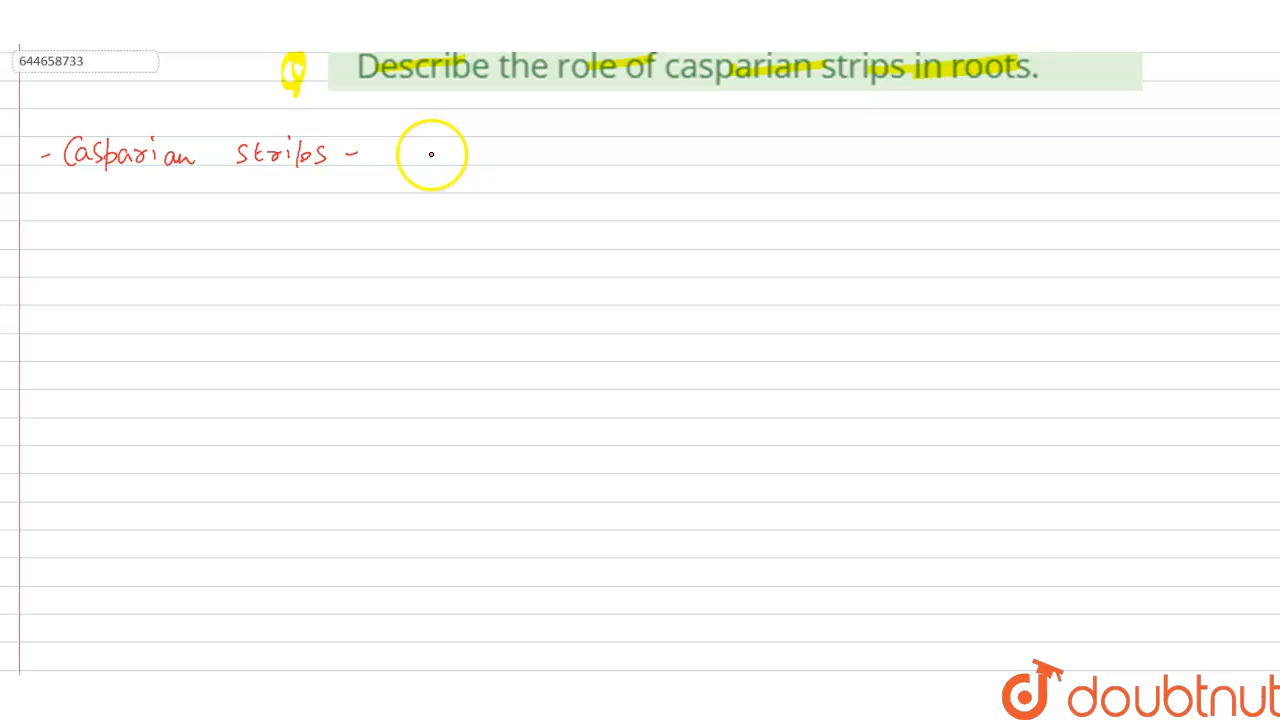 644658733
Q Describe the role of casparian strips in roots.
- Casparian strips -
doubtnut